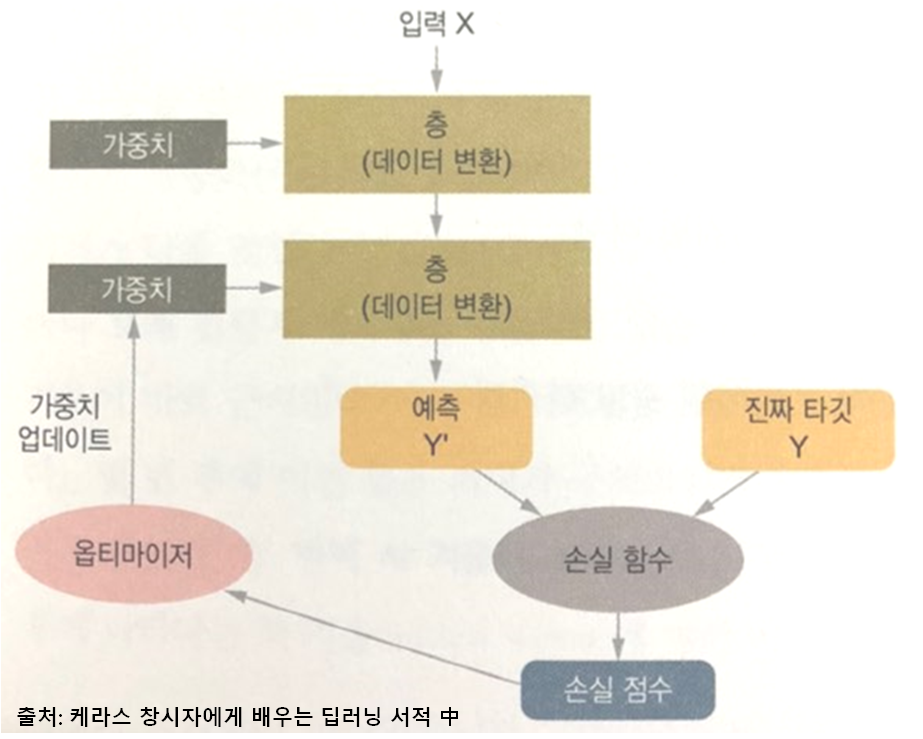 입력 X
가중치
층
(데이터 변환)
가중치
층
(데이터 변환)
가중치
업데이트
예측
Y'
진짜 타깃
Y
옵티마이저
손실 함수
손실 점수
출처: 케라스 창시자에게 배우는 딥러닝 서적 中